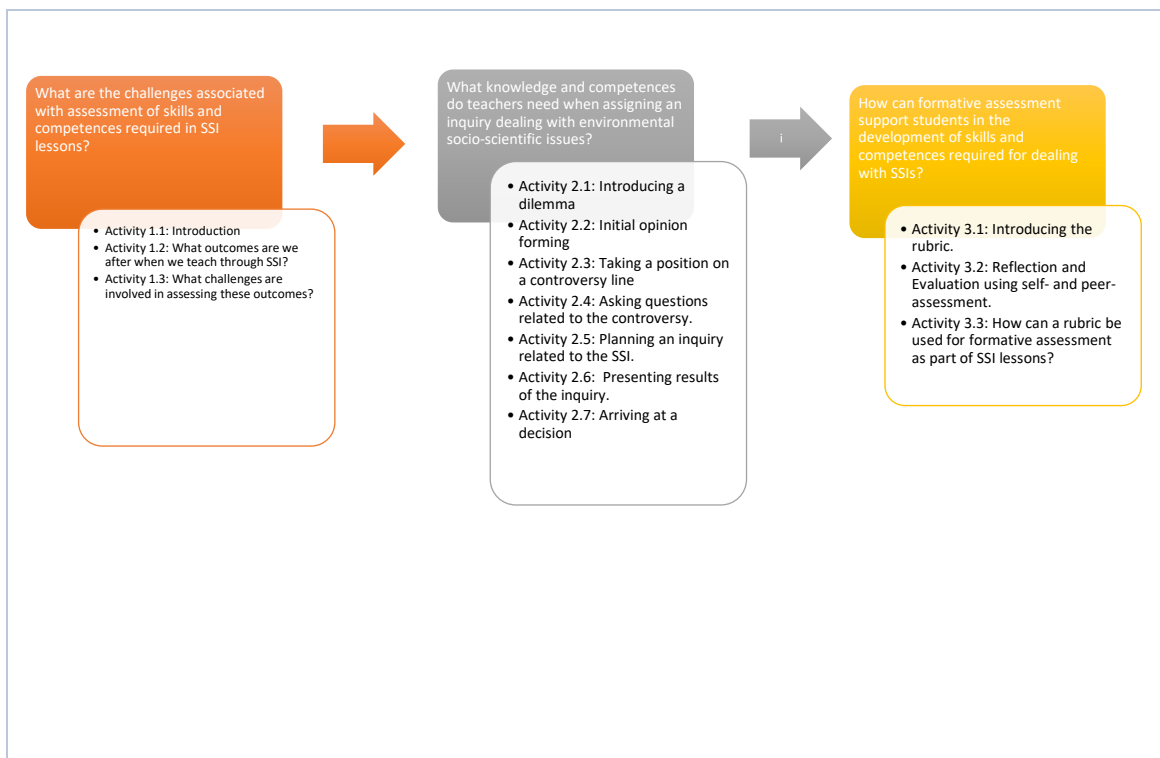 What are the challenges associated
with assessment of skills and
competences required in SSI
lessons?
• Activity 1.1: Introduction
• Activity 1.2: What outcomes are we
after when we teach through SSI?
• Activity 1.3: What challenges are
involved in assessing these outcomes?
What knowledge and competences
do teachers need when assigning an
inquiry dealing with environmental
socio-scientific issues?
• Activity 2.1: Introducing a
dilemma
• Activity 2.2: Initial opinion
forming
• Activity 2.3: Taking a position on
a controversy line
• Activity 2.4: Asking questions
related to the controversy.
• Activity 2.5: Planning an inquiry
related to the SSI.
• Activity 2.6:  Presenting results
of the inquiry.
• Activity 2.7: Arriving at a
decision
i
How can formative assessment
support students in the
development of skills and
competences required for dealing
with SSIs?
• Activity 3.1: Introducing the
rubric.
• Activity 3.2: Reflection and
Evaluation using self- and peer-
assessment.
• Activity 3.3: How can a rubric be
used for formative assessment
as part of SSI lessons?